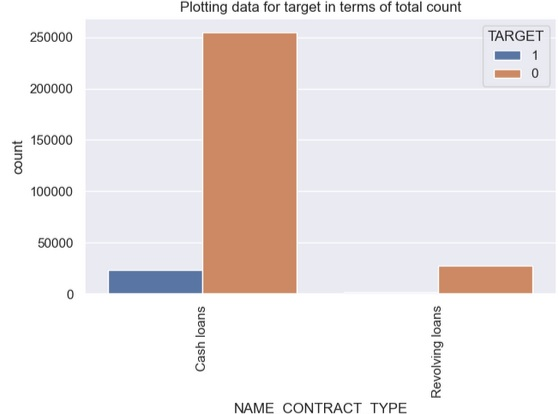 Plotting data for target in terms of total count
TARGET
1
0
250000
200000
150000
100000
50000
0
count
Cash loans
Revolving loans
NAME_CONTRACT_TYPE